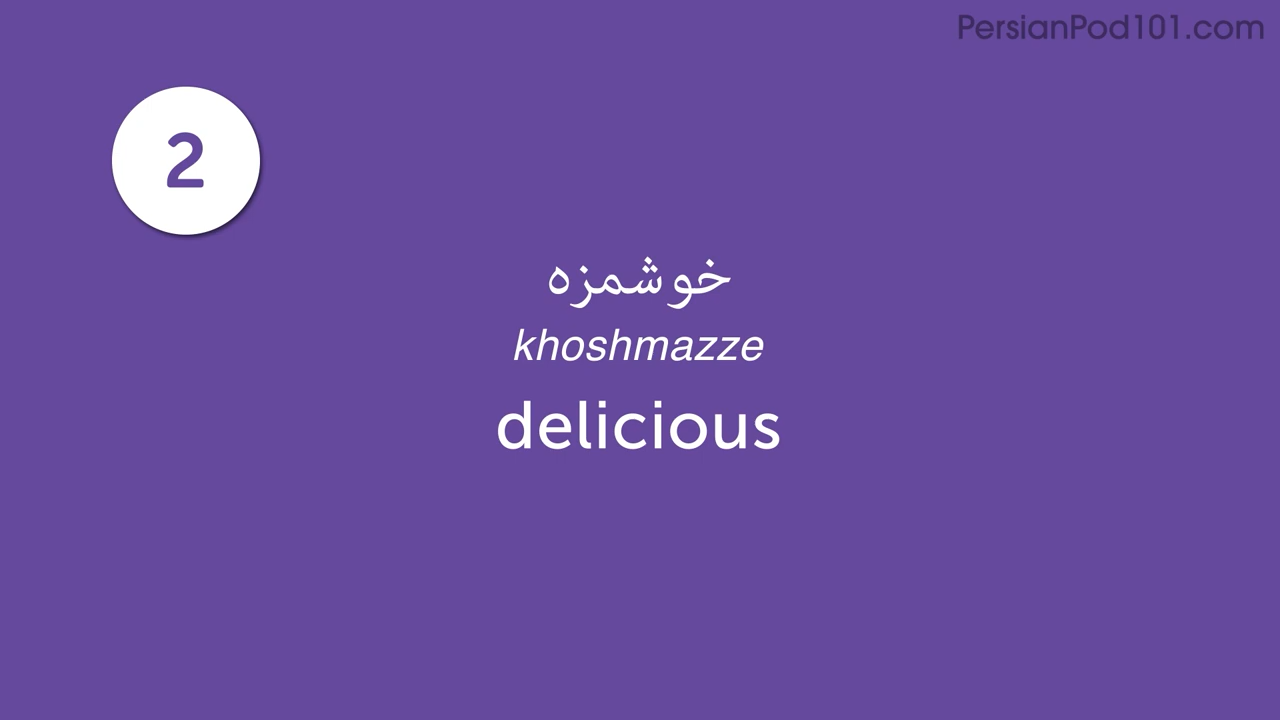 PersianPod101.com
2
خوشمزه
khoshmazze
delicious